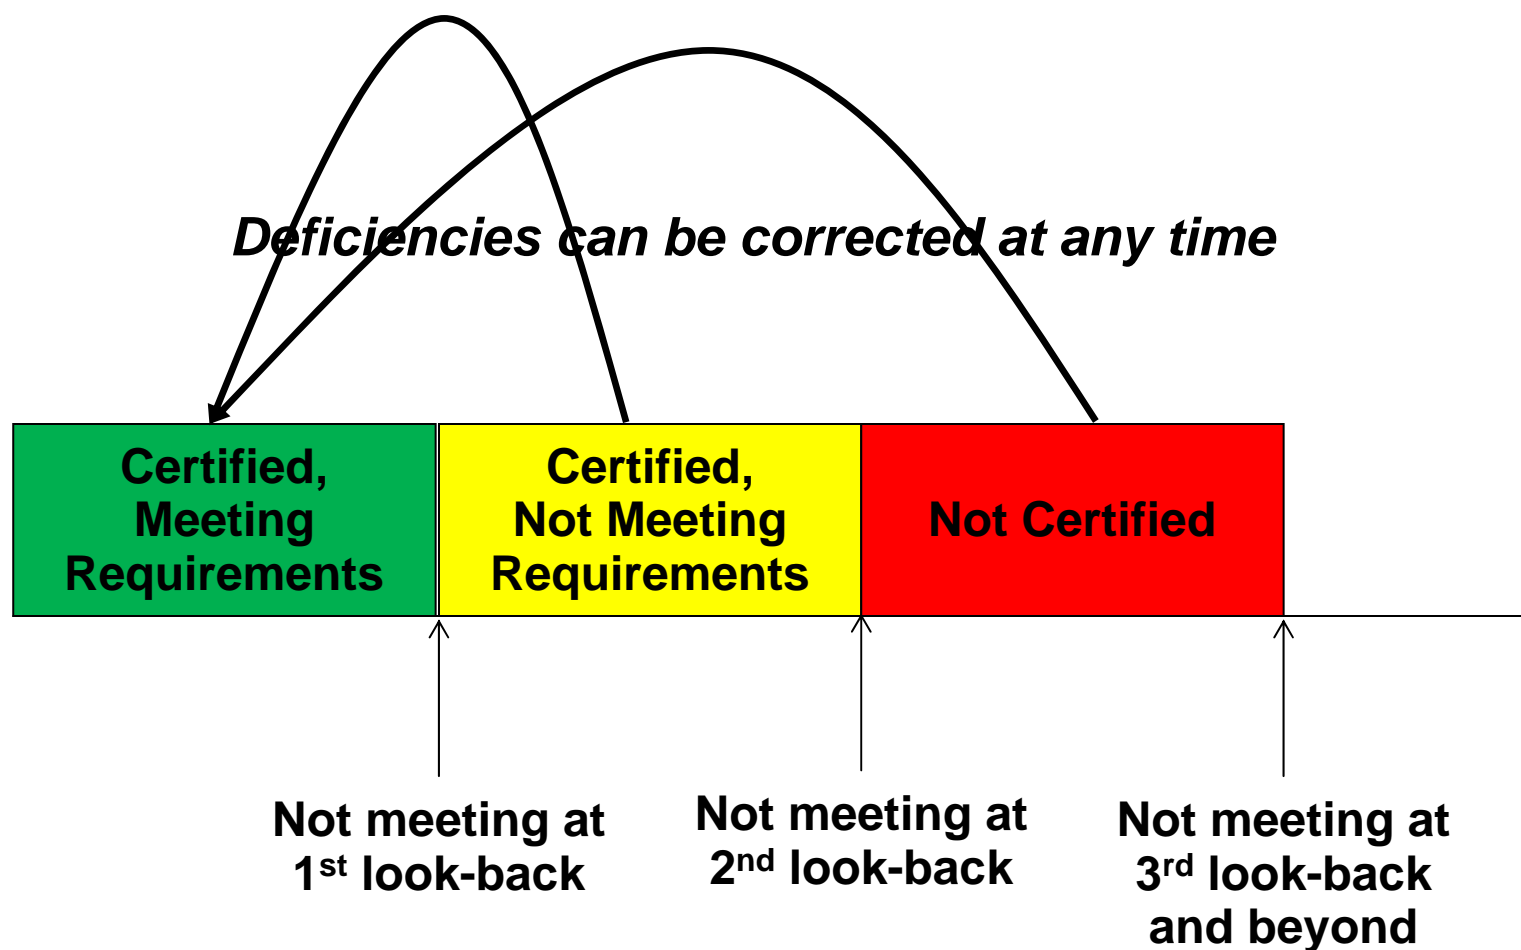 Deficiencies can be corrected at any time
Certified,
Meeting
Requirements
Certified,
Not Meeting
Requirements
Not Certified
Not meeting at
1st look-back
Not meeting at
2nd look-back
Not meeting at
3rd look-back
and beyond